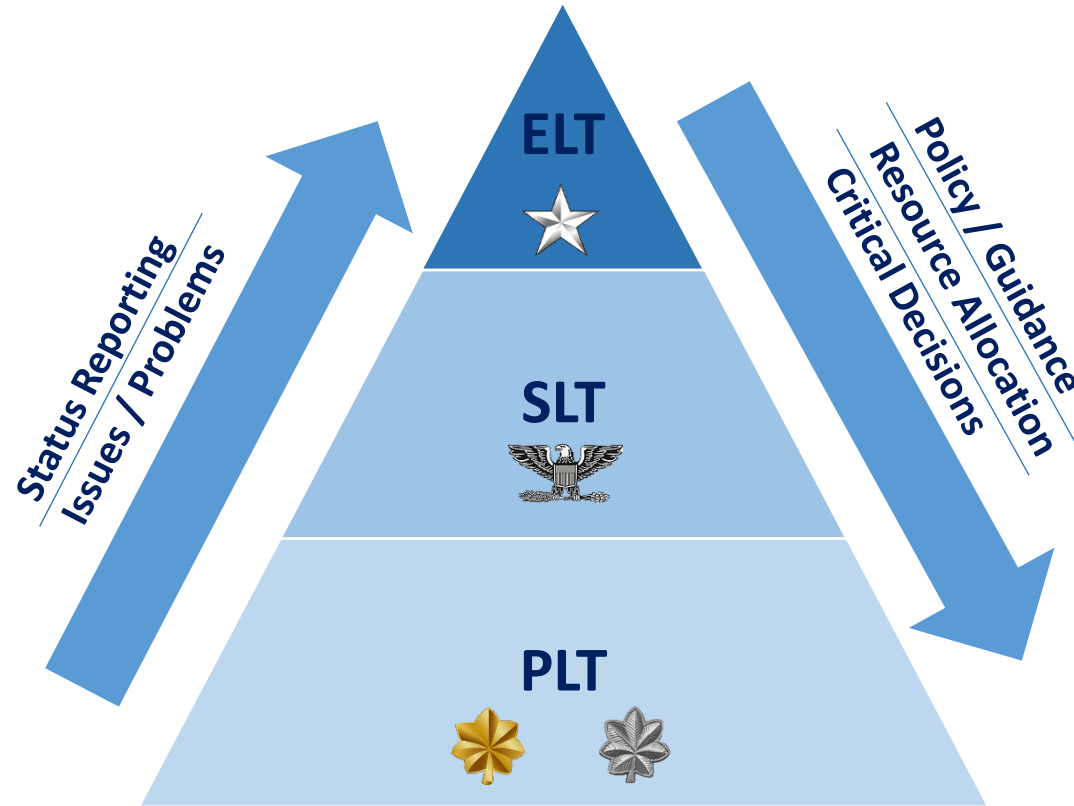 ELT
SLT
PLT
Status Reporting
Issues / Problems
Policy / Guidance
Resource Allocation
Critical Decisions